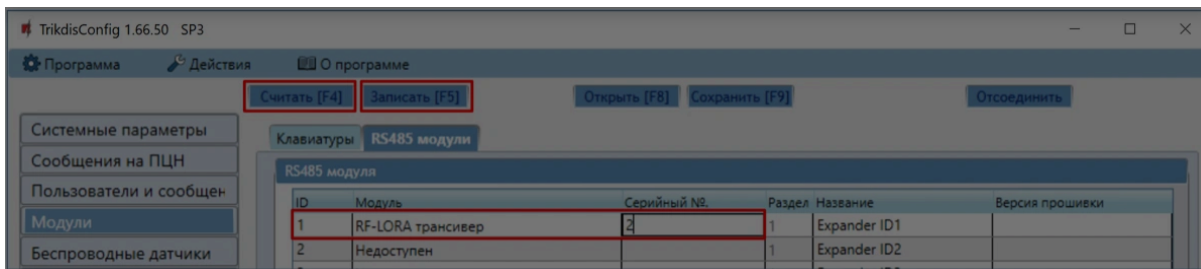 TrikdisConfig 1.66.50 SP3
Программа Действия О программе
Считать [F4] Записать [F5] Открыть [F8] Сохранить [F9] Отсоединить
Системные параметры
Сообщения на ПЦН
Пользователи и сообщен
Модули
Беспроводные датчики
Клавиатуры RS485 модули
RS485 модуля
ID Модуль Серийный №. Раздел Название Версия прошивки
1 RF-LORA трансивер 2 1 Expander ID1
2 Недоступен 1 Expander ID2